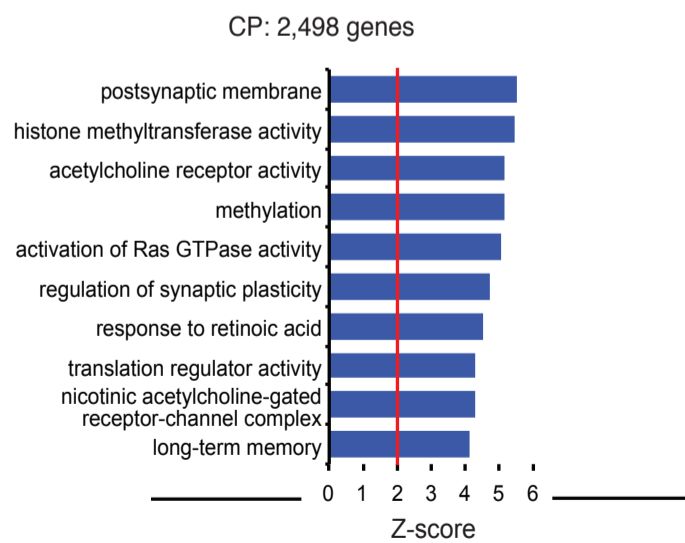 CP: 2,498 genes
postsynaptic membrane
histone methyltransferase activity
acetylcholine receptor activity
methylation
activation of Ras GTPase activity
regulation of synaptic plasticity
response to retinoic acid
translation regulator activity
nicotinic acetylcholine-gated
receptor-channel complex
long-term memory
0 1 2 3 4 5 6
Z-score